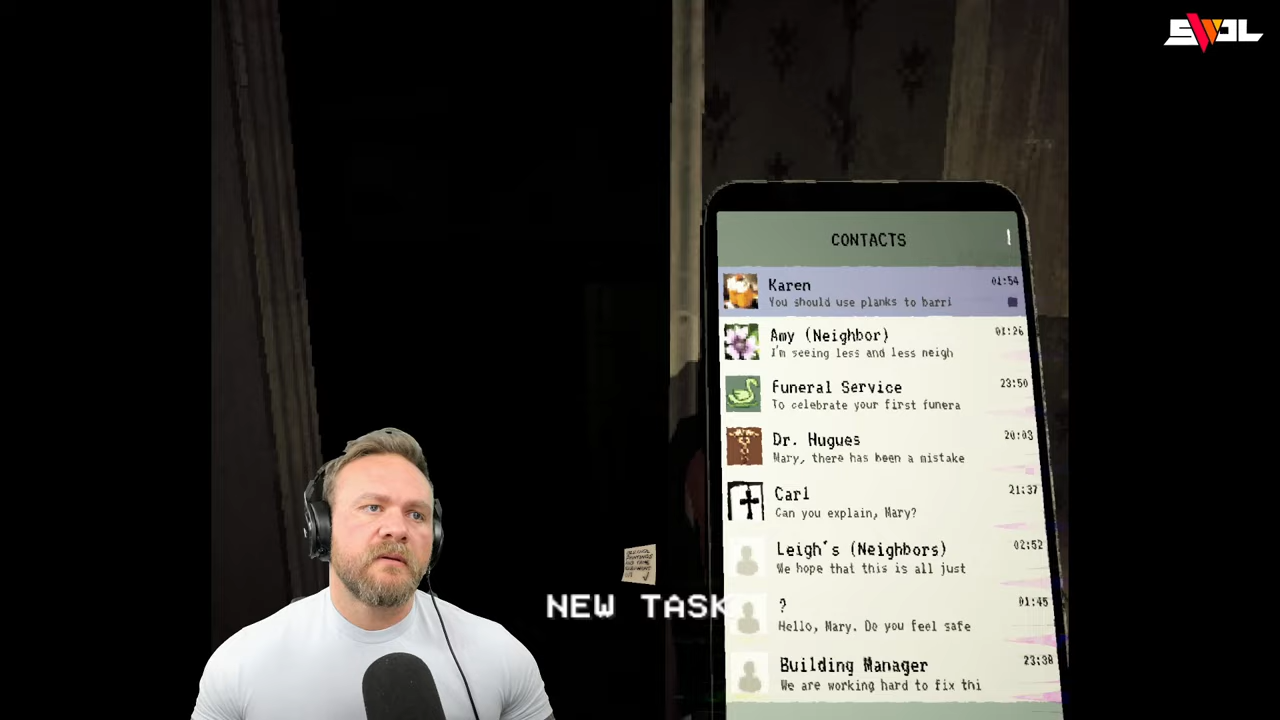 SWOL
CONTACTS
Karen
01:54
You should use planks to barri
Amy (Neighbor)
01:26
I'm seeing less and less neigh
Funeral Service
23:50
To celebrate your first funera
Dr. Hugues
20:03
Mary, there has been a mistake
Carl
21:37
Can you explain, Mary?
Leigh's (Neighbors)
02:52
We hope that this is all just
?
01:45
Hello, Mary. Do you feel safe
Building Manager
23:38
We are working hard to fix thi
NEW TASK